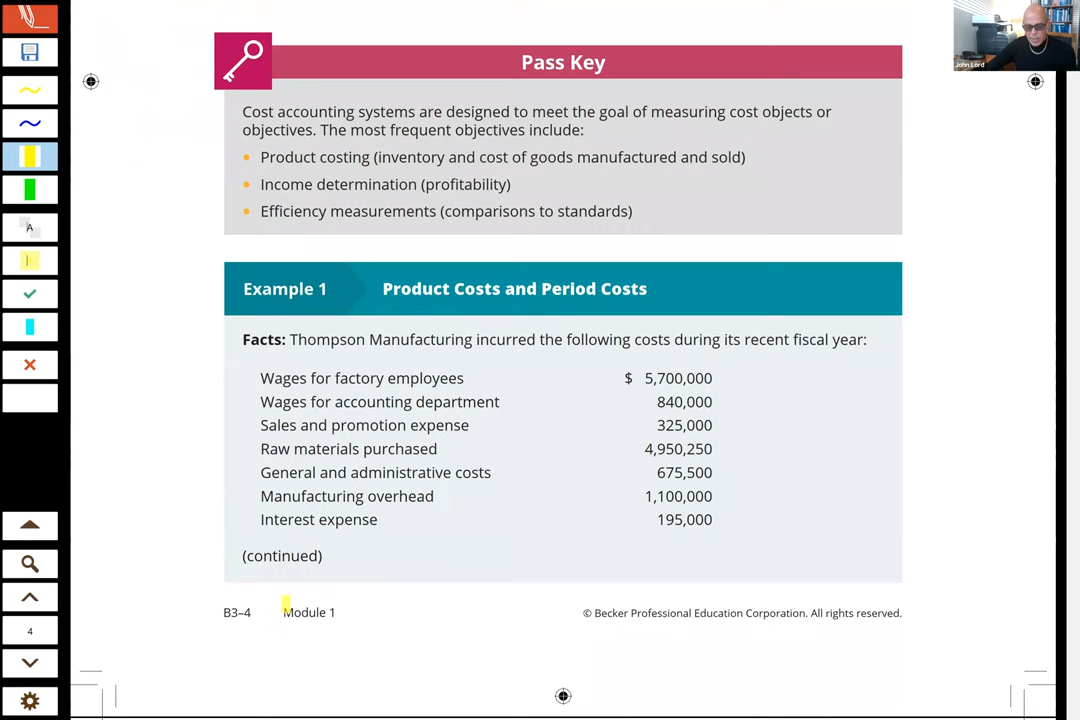 John Lord
Pass Key
Cost accounting systems are designed to meet the goal of measuring cost objects or
objectives. The most frequent objectives include:
• Product costing (inventory and cost of goods manufactured and sold)
• Income determination (profitability)
• Efficiency measurements (comparisons to standards)
Example 1 Product Costs and Period Costs
Facts: Thompson Manufacturing incurred the following costs during its recent fiscal year:
Wages for factory employees $ 5,700,000
Wages for accounting department 840,000
Sales and promotion expense 325,000
Raw materials purchased 4,950,250
General and administrative costs 675,500
Manufacturing overhead 1,100,000
Interest expense 195,000
(continued)
B3–4 Module 1 © Becker Professional Education Corporation. All rights reserved.
A
4